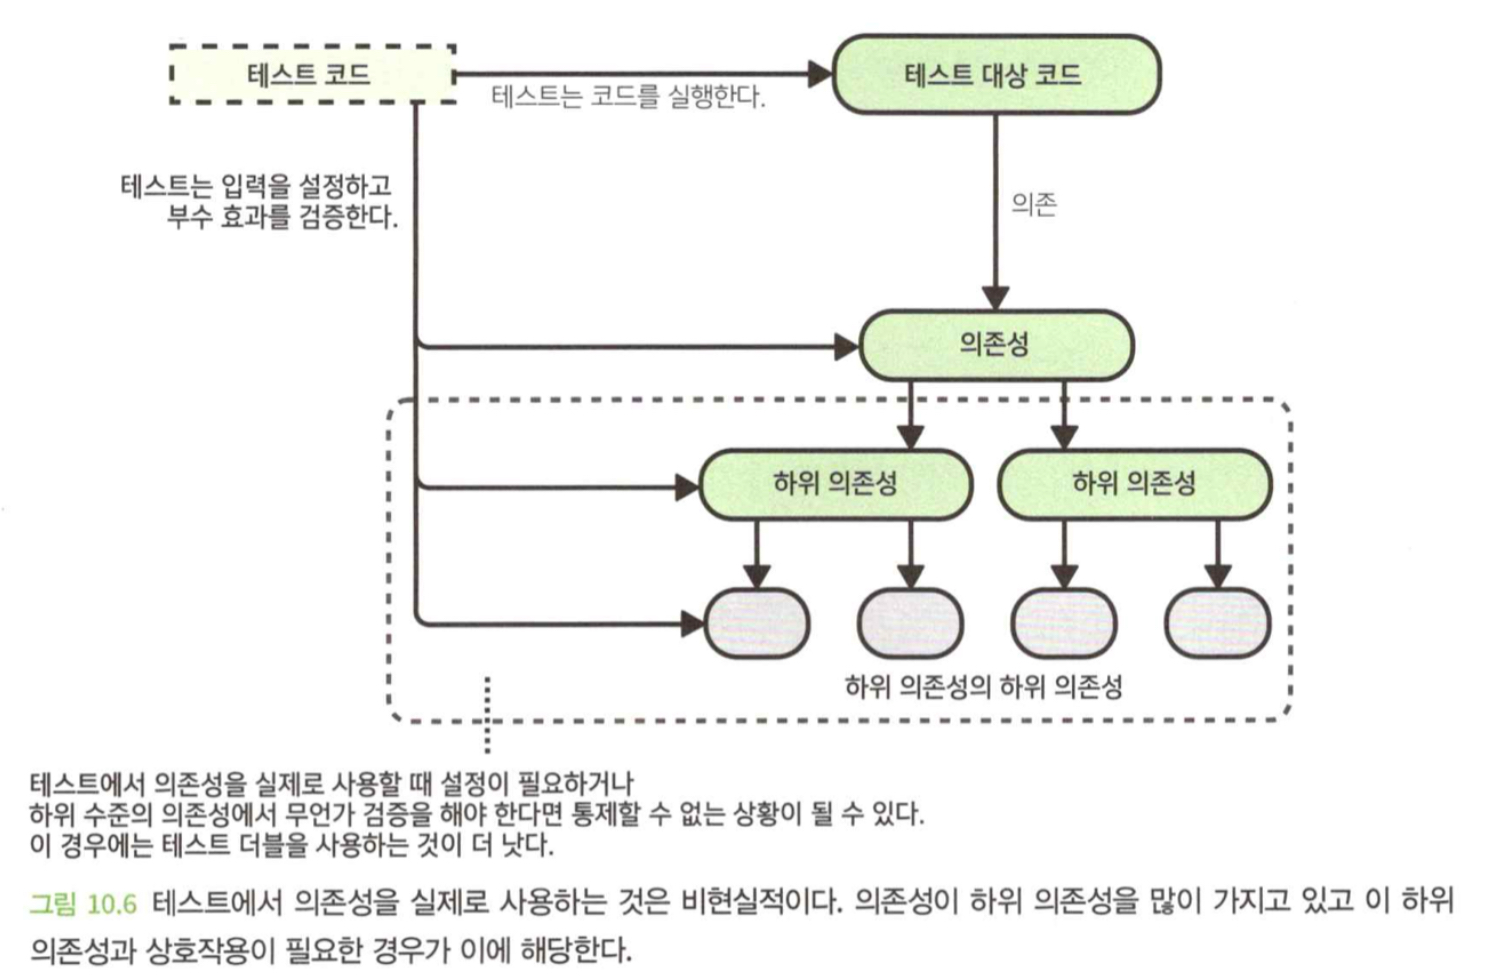 테스트 코드
테스트 대상 코드
테스트는 코드를 실행한다.
테스트는 입력을 설정하고
부수 효과를 검증한다.
의존
의존성
하위 의존성
하위 의존성
하위 의존성의 하위 의존성
테스트에서 의존성을 실제로 사용할 때 설정이 필요하거나
하위 수준의 의존성에서 무언가 검증을 해야 한다면 통제할 수 없는 상황이 될 수 있다.
이 경우에는 테스트 더블을 사용하는 것이 더 낫다.
그림 10.6 테스트에서 의존성을 실제로 사용하는 것은 비현실적이다. 의존성이 하위 의존성을 많이 가지고 있고 이 하위
의존성과 상호작용이 필요한 경우가 이에 해당한다.